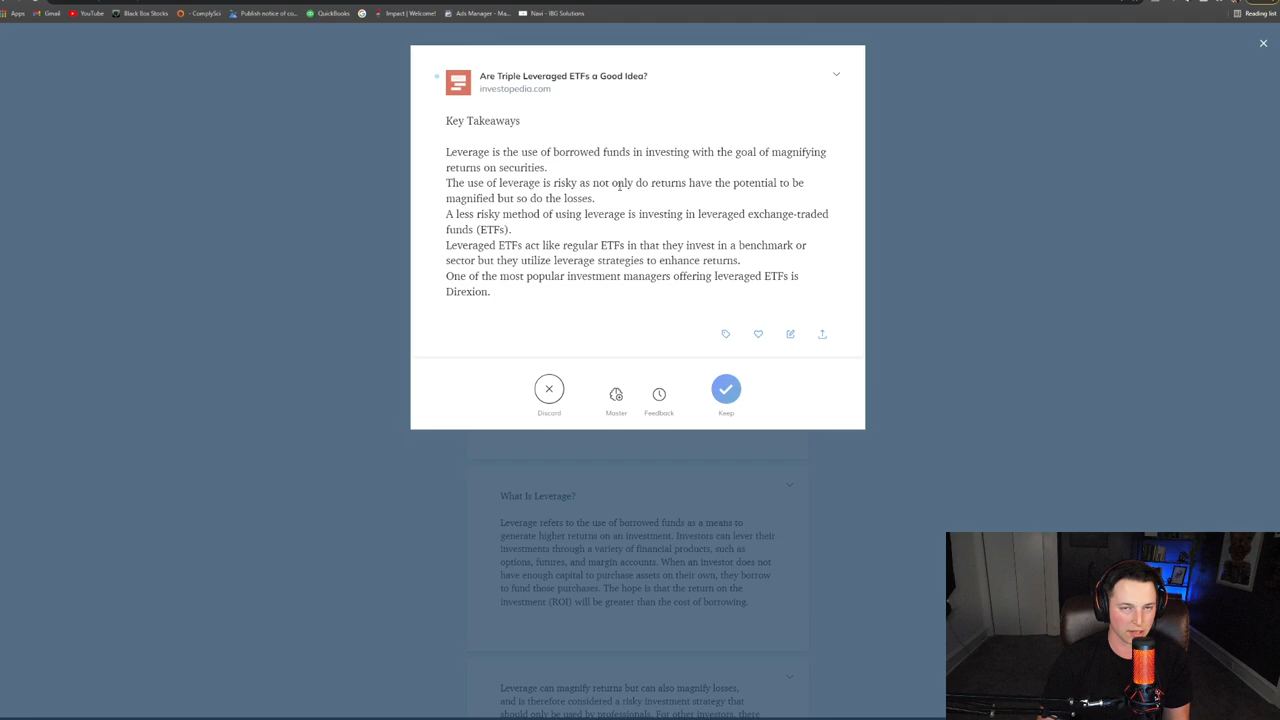 Apps
Gmail
YouTube
Black Box Stocks
- ComplySci
Publish notice of co...
QuickBooks
Impact | Welcome!
Ads Manager - Ma...
Navi - IBG Solutions
Reading list
Are Triple Leveraged ETFs a Good Idea?
investopedia.com
Key Takeaways
Leverage is the use of borrowed funds in investing with the goal of magnifying
returns on securities.
The use of leverage is risky as not only do returns have the potential to be
magnified but so do the losses.
A less risky method of using leverage is investing in leveraged exchange-traded
funds (ETFs).
Leveraged ETFs act like regular ETFs in that they invest in a benchmark or
sector but they utilize leverage strategies to enhance returns.
One of the most popular investment managers offering leveraged ETFs is
Direxion.
Discard
Master
Feedback
Keep
What Is Leverage?
Leverage refers to the use of borrowed funds as a means to
generate higher returns on an investment. Investors can lever their
investments through a variety of financial products, such as
options, futures, and margin accounts. When an investor does not
have enough capital to purchase assets on their own, they borrow
to fund those purchases. The hope is that the return on the
investment (ROI) will be greater than the cost of borrowing.
Leverage can magnify returns but can also magnify losses,
and is therefore considered a risky investment strategy that
should only be used by professionals. For other investors, there